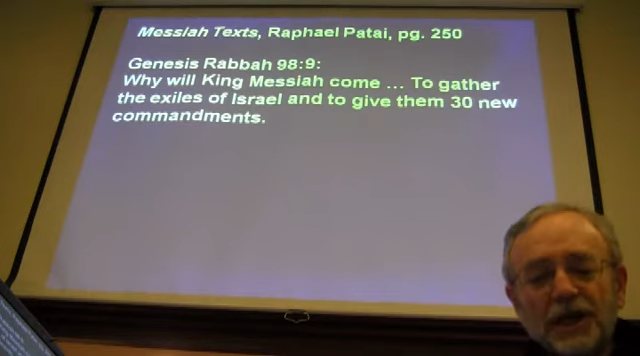 Messiah Texts, Raphael Patai, pg. 250
Genesis Rabbah 98:9:
Why will King Messiah come ... To gather
the exiles of Israel and to give them 30 new
commandments.